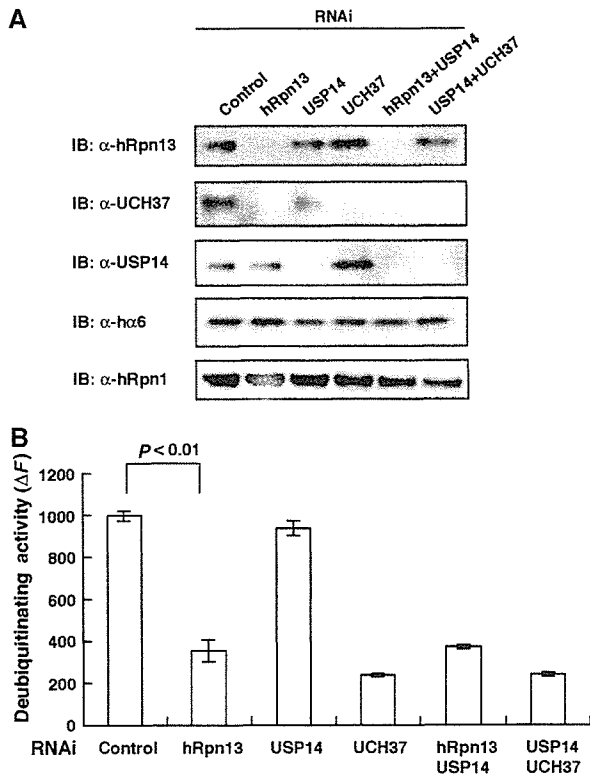 A
RNAi
Control
hRpn13
USP14
UCH37
hRpn13+USP14
USP14+UCH37
IB: α-hRpn13
IB: α-UCH37
IB: α-USP14
IB: α-hα6
IB: α-hRpn1
B
P < 0.01
Deubiquitinating activity (ΔF)
1200
1000
800
600
400
200
0
RNAi Control hRpn13 USP14 UCH37 hRpn13 USP14
USP14 UCH37